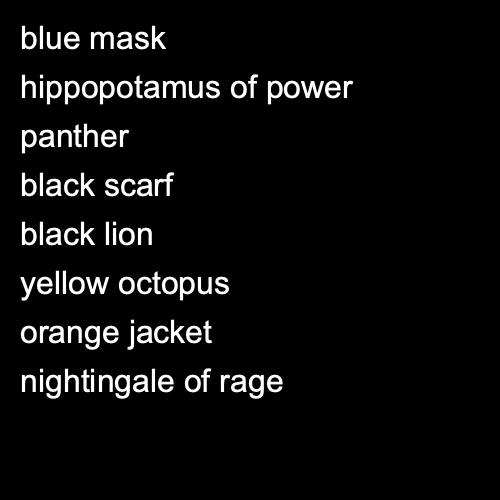 blue mask
hippopotamus of power
panther
black scarf
black lion
yellow octopus
orange jacket
nightingale of rage